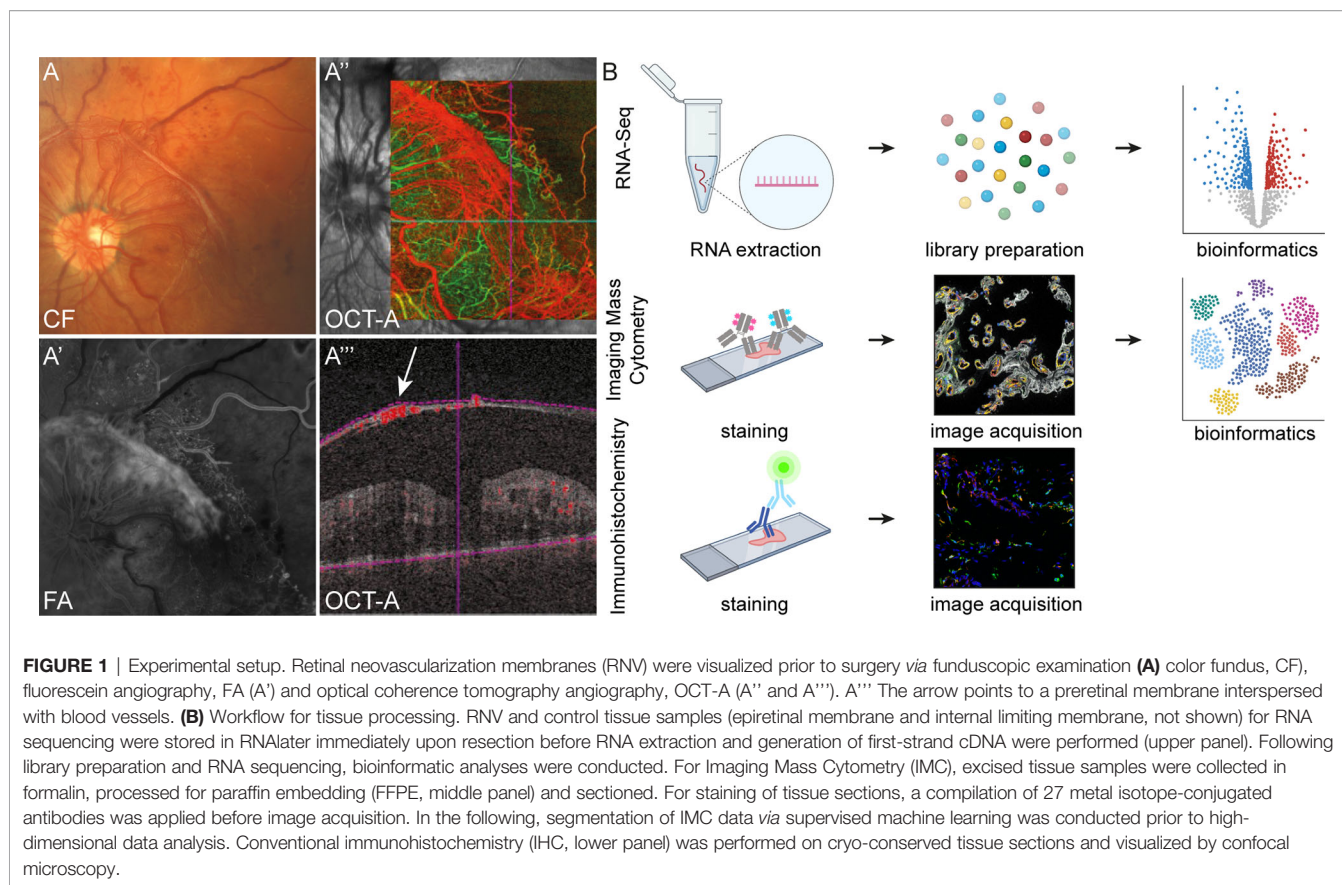 A
CF
A''
OCT-A
A'
FA
A'''
OCT-A
B
RNA-Seq
RNA extraction
library preparation
bioinformatics
Imaging Mass
Cytometry
staining
image acquisition
bioinformatics
Immunohistochemistry
staining
image acquisition
FIGURE 1 | Experimental setup. Retinal neovascularization membranes (RNV) were visualized prior to surgery via funduscopic examination (A) color fundus, CF),
fluorescein angiography, FA (A') and optical coherence tomography angiography, OCT-A (A'' and A'''). A''' The arrow points to a preretinal membrane interspersed
with blood vessels. (B) Workflow for tissue processing. RNV and control tissue samples (epiretinal membrane and internal limiting membrane, not shown) for RNA
sequencing were stored in RNAlater immediately upon resection before RNA extraction and generation of first-strand cDNA were performed (upper panel). Following
library preparation and RNA sequencing, bioinformatic analyses were conducted. For Imaging Mass Cytometry (IMC), excised tissue samples were collected in
formalin, processed for paraffin embedding (FFPE, middle panel) and sectioned. For staining of tissue sections, a compilation of 27 metal isotope-conjugated
antibodies was applied before image acquisition. In the following, segmentation of IMC data via supervised machine learning was conducted prior to high-
dimensional data analysis. Conventional immunohistochemistry (IHC, lower panel) was performed on cryo-conserved tissue sections and visualized by confocal
microscopy.